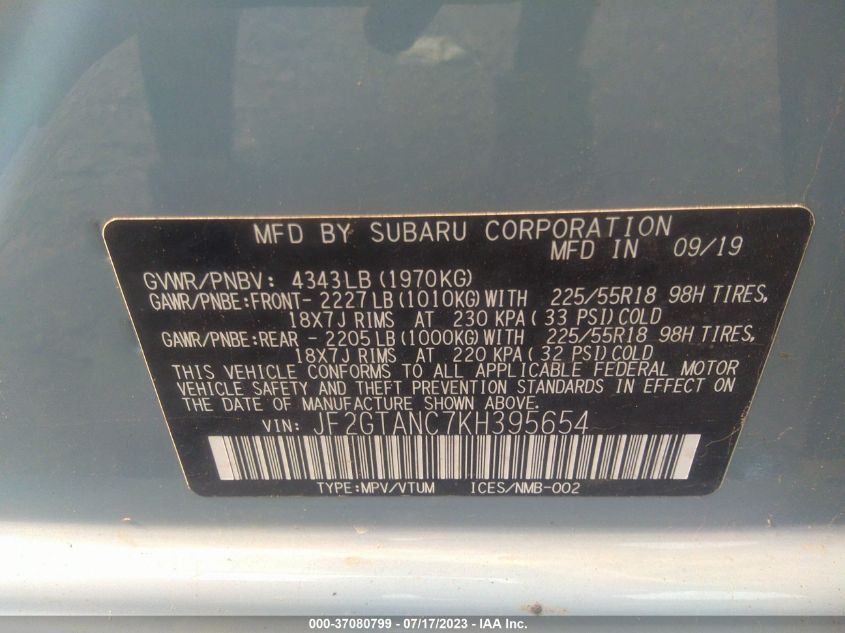 MFD BY SUBARU CORPORATION
MFD IN 09/19
GVWR/PNBV: 4343LB (1970KG)
GAWR/PNBE:FRONT- 2227LB (1010KG) WITH 225/55R18 98H TIRES,
18X7J RIMS AT 230 KPA ( 33 PSI) COLD
GAWR/PNBE:REAR - 2205LB (1000KG) WITH 225/55R18 98H TIRES,
18X7J RIMS AT 220 KPA ( 32 PSI) COLD
THIS VEHICLE CONFORMS TO ALL APPLICABLE FEDERAL MOTOR
VEHICLE SAFETY AND THEFT PREVENTION STANDARDS IN EFFECT ON
THE DATE OF MANUFACTURE SHOWN ABOVE.
VIN: JF2GTANC7KH395654
TYPE:MPV/VTUM ICES/NMB-002
000-37080799 - 07/17/2023 - IAA Inc.